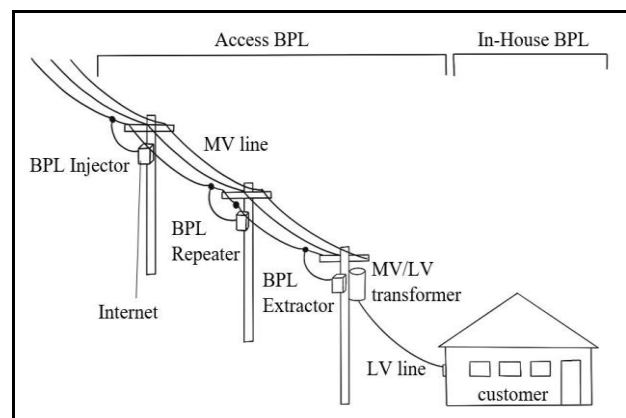 Access BPL
In-House BPL
MV line
BPL Injector
BPL
Repeater
BPL
Extractor
MV/LV
transformer
Internet
LV line
customer